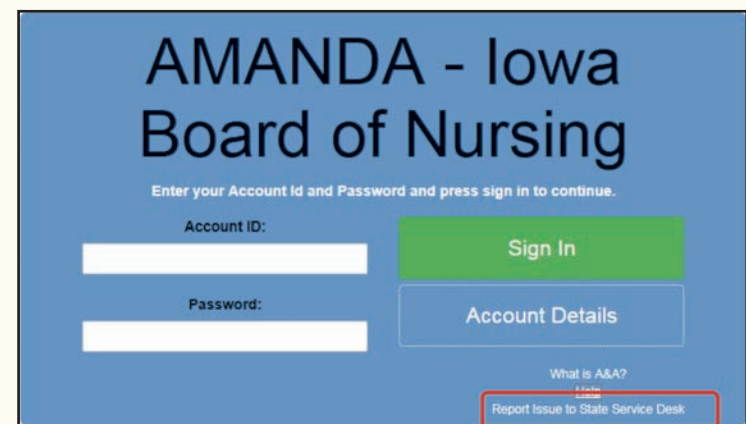 AMANDA - Iowa
Board of Nursing
Enter your Account Id and Password and press sign in to continue.
Account ID:
Sign In
Password:
Account Details
What is A&A?
Help
Report Issue to State Service Desk